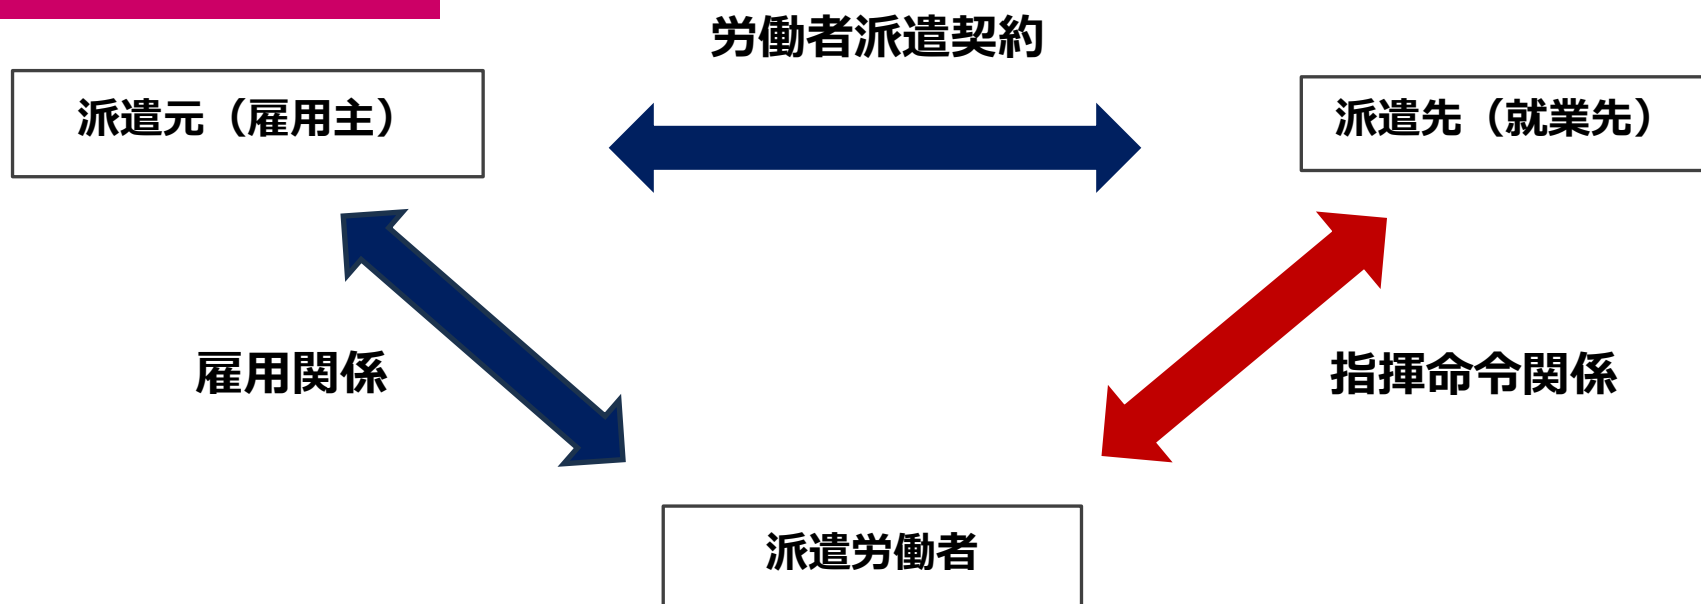 労働者派遣契約
派遣元（雇用主）
派遣先（就業先）
雇用関係
指揮命令関係
派遣労働者